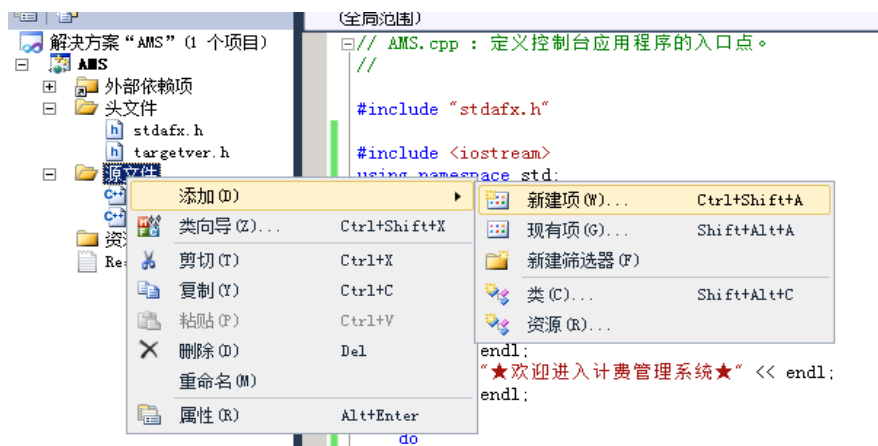 (全局范围)
解决方案“AMS”(1 个项目)
AMS
外部依赖项
头文件
stdafx.h
targetver.h
源文件
资
Re
// AMS.cpp : 定义控制台应用程序的入口点。
//
#include "stdafx.h"
#include <iostream>
using namespace std;
添加(D)
类向导(Z)... Ctrl+Shift+X
剪切(T) Ctrl+X
复制(Y) Ctrl+C
粘贴(P) Ctrl+V
删除(D) Del
重命名(M)
属性(R) Alt+Enter
新建项(W)... Ctrl+Shift+A
现有项(G)... Shift+Alt+A
新建筛选器(F)
类(C)... Shift+Alt+C
资源(R)...
endl;
"★欢迎进入计费管理系统★" << endl;
endl;
do